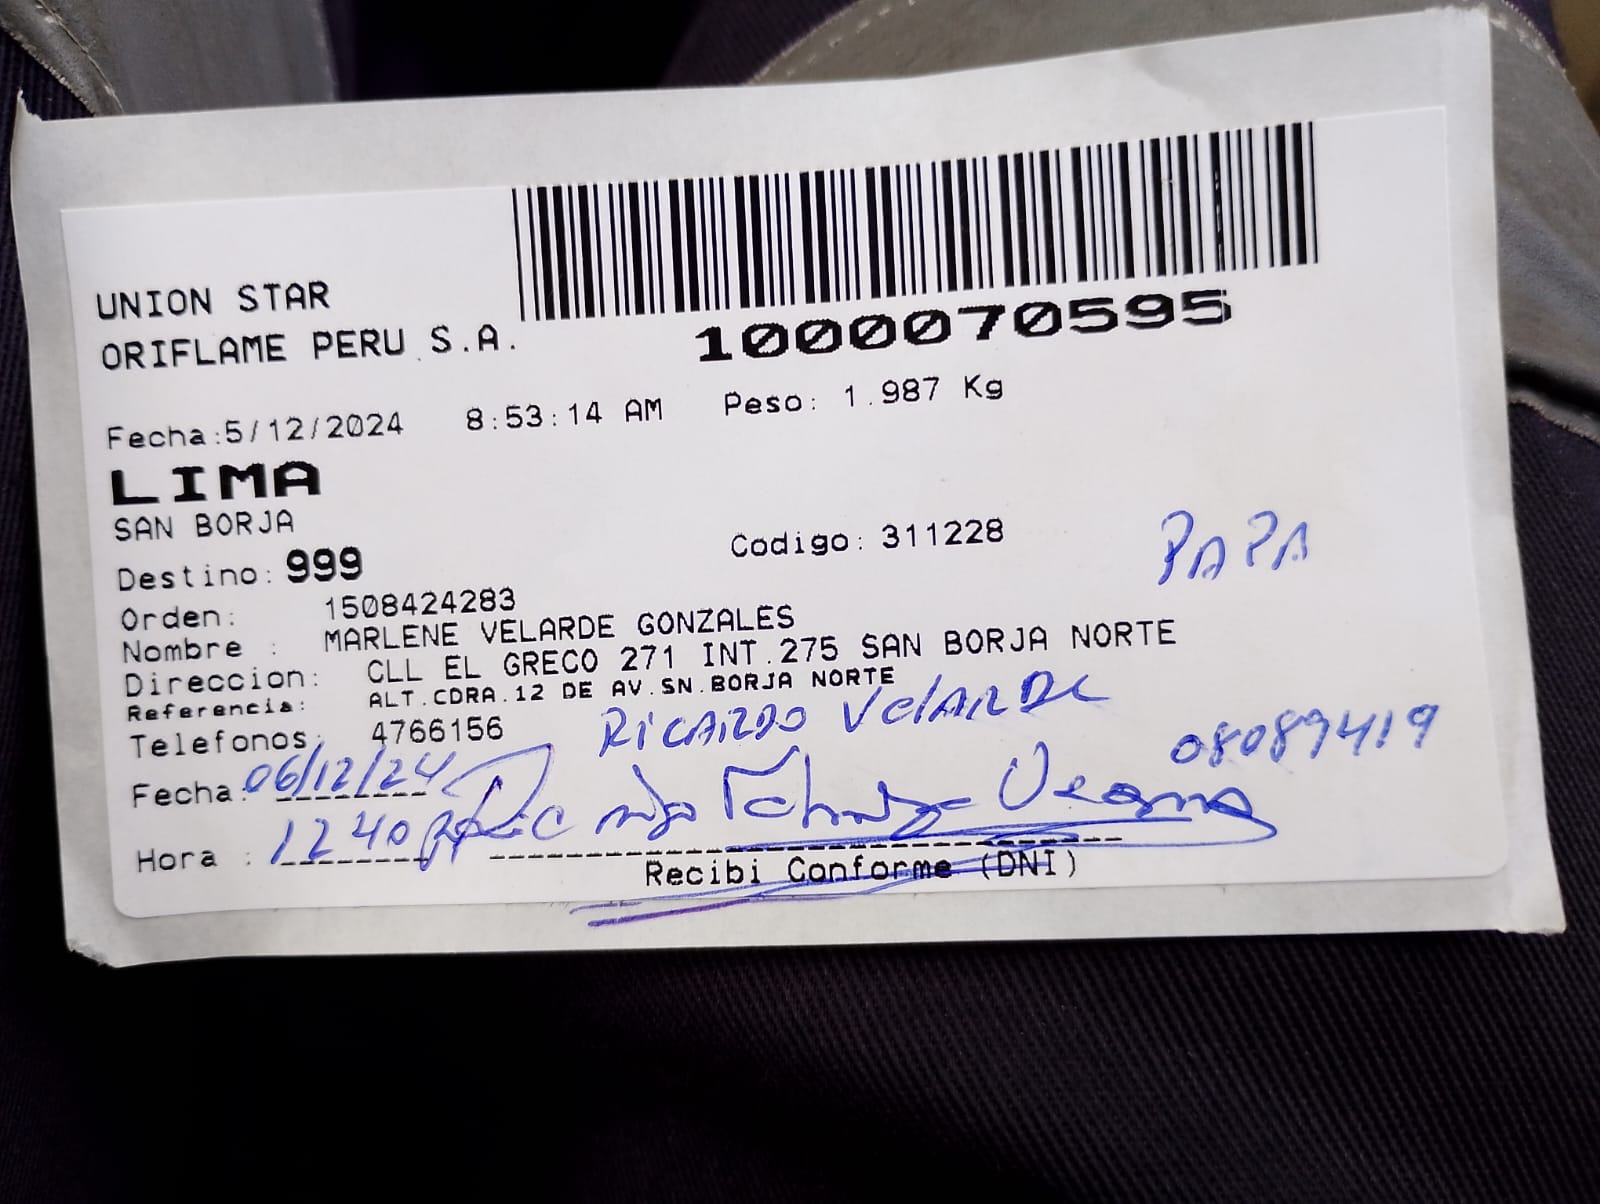 UNION STAR
ORIFLAME PERU S.A.
1000070595
Fecha:5/12/2024 8:53:14 AM Peso: 1.987 Kg
LIMA
SAN BORJA
Destino: 999 Codigo: 311228 PAPA
Orden: 1508424283
Nombre : MARLENE VELARDE GONZALES
Direccion: CLL EL GRECO 271 INT.275 SAN BORJA NORTE
Referencia: ALT.CDRA.12 DE AV.SN.BORJA NORTE
Telefonos: 4766156 RICARDO VELARDE
08089419
Fecha: 06/12/24
Hora : 1240
Recibi Conforme (DNI)